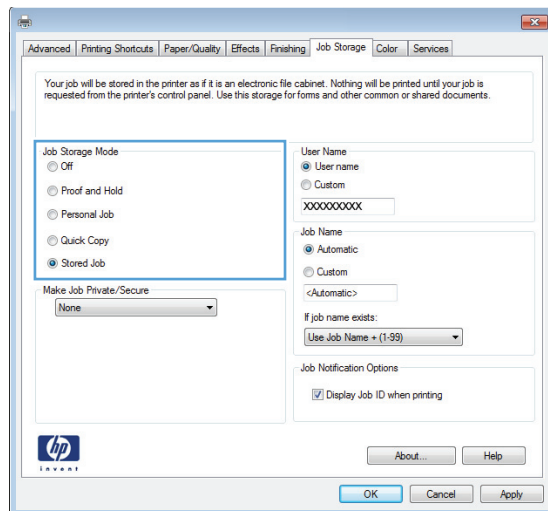 Advanced Printing Shortcuts Paper/Quality Effects Finishing Job Storage Color Services
Your job will be stored in the printer as if it is an electronic file cabinet. Nothing will be printed until your job is
requested from the printer's control panel. Use this storage for forms and other common or shared documents.
Job Storage Mode
Off
Proof and Hold
Personal Job
Quick Copy
Stored Job
Make Job Private/Secure
None
User Name
User name
Custom
XXXXXXXXX
Job Name
Automatic
Custom
<Automatic>
If job name exists:
Use Job Name + (1-99)
Job Notification Options
Display Job ID when printing
hp
invent
About... Help
OK Cancel Apply